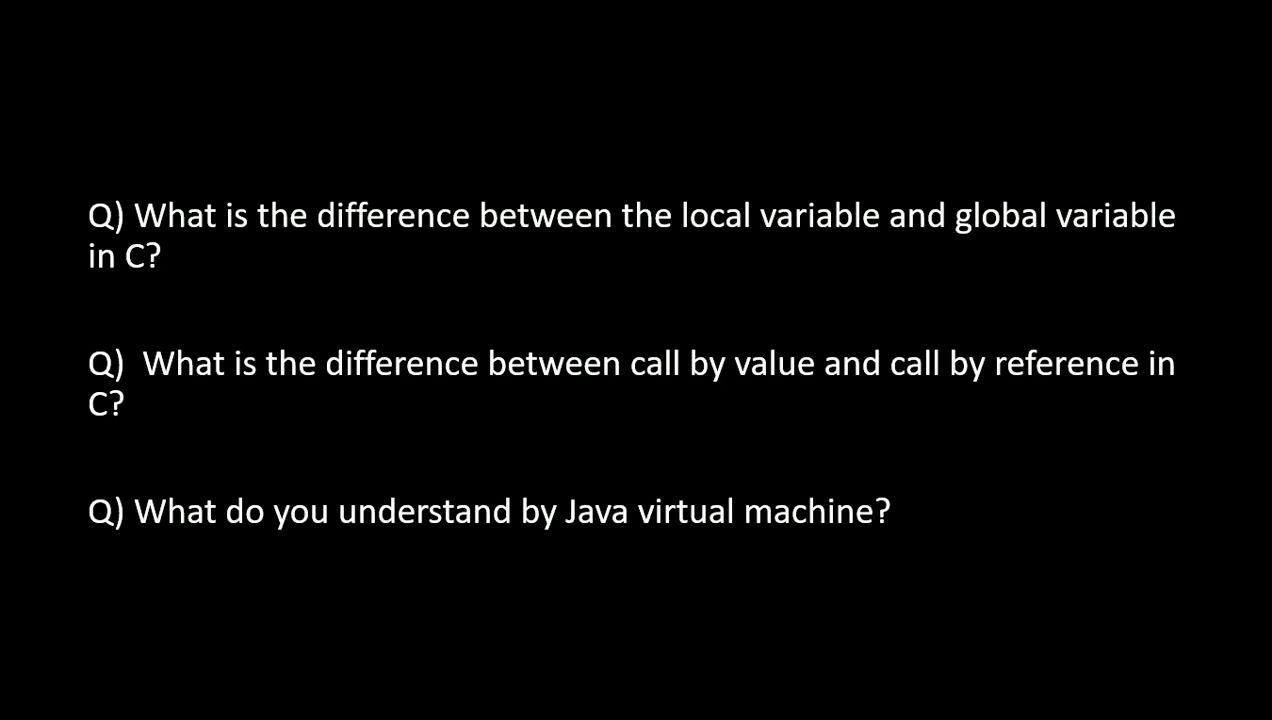 Q) What is the difference between the local variable and global variable
in C?
Q)  What is the difference between call by value and call by reference in
C?
Q) What do you understand by Java virtual machine?